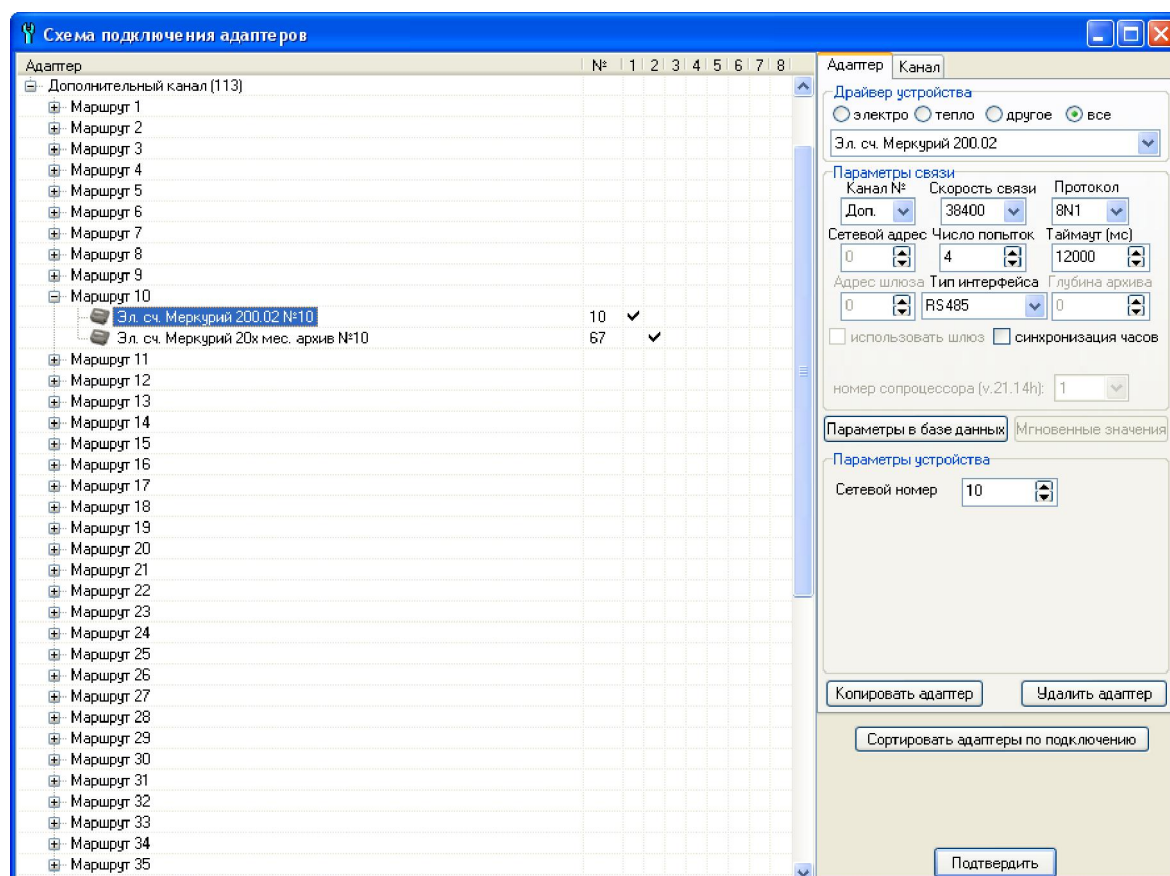 Схема подключения адаптеров
Адаптер № 1 2 3 4 5 6 7 8
Дополнительный канал (113)
Маршрут 1
Маршрут 2
Маршрут 3
Маршрут 4
Маршрут 5
Маршрут 6
Маршрут 7
Маршрут 8
Маршрут 9
Маршрут 10
Эл. сч. Меркурий 200.02 №10 10
Эл. сч. Меркурий 20х мес. архив №10 67
Маршрут 11
Маршрут 12
Маршрут 13
Маршрут 14
Маршрут 15
Маршрут 16
Маршрут 17
Маршрут 18
Маршрут 19
Маршрут 20
Маршрут 21
Маршрут 22
Маршрут 23
Маршрут 24
Маршрут 25
Маршрут 26
Маршрут 27
Маршрут 28
Маршрут 29
Маршрут 30
Маршрут 31
Маршрут 32
Маршрут 33
Маршрут 34
Маршрут 35
Адаптер Канал
Драйвер устройства
электро тепло другое все
Эл. сч. Меркурий 200.02
Параметры связи
Канал № Скорость связи Протокол
Доп. 38400 8N1
Сетевой адрес Число попыток Таймаут (мс)
0 4 12000
Адрес шлюза Тип интерфейса Глубина архива
0 RS485 0
использовать шлюз синхронизация часов
номер сопроцессора (v.21.14h): 1
Параметры в базе данных Мгновенные значения
Параметры устройства
Сетевой номер 10
Копировать адаптер Удалить адаптер
Сортировать адаптеры по подключению
Подтвердить